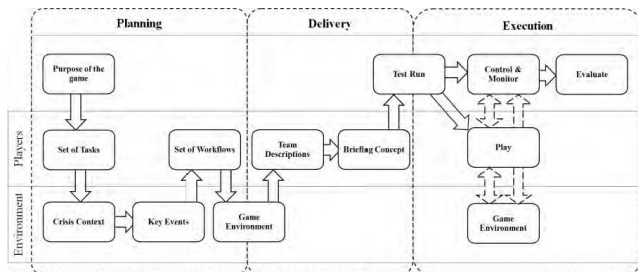 Planning
Delivery
Execution
Purpose of the
game
Test Run
Control &
Monitor
Evaluate
Players
Set of Tasks
Set of Workflows
Team
Descriptions
Briefing Concept
Play
Environment
Crisis Context
Key Events
Game
Environment
Game
Environment